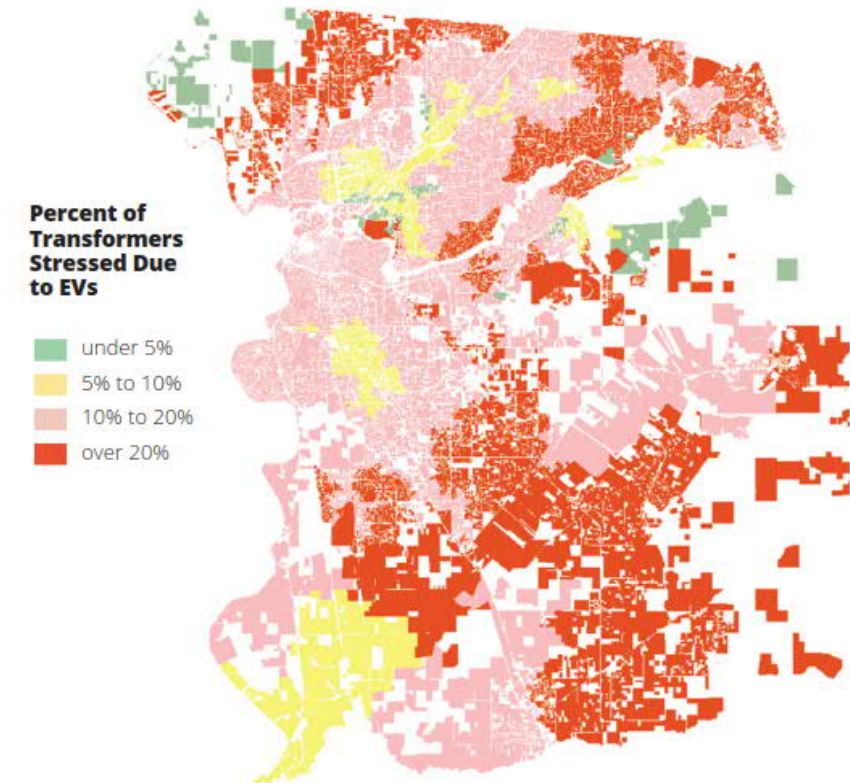 Percent of
Transformers
Stressed Due
to EVs
under 5%
5% to 10%
10% to 20%
over 20%